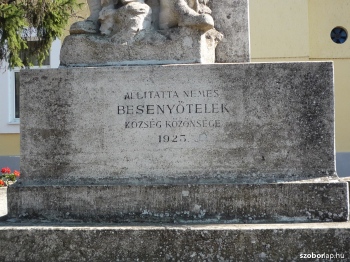 ÁLLÍTATTA NEMES
BESENYŐTELEK
KÖZSÉG KÖZÖNSÉGE
1925
szoborlap.hu